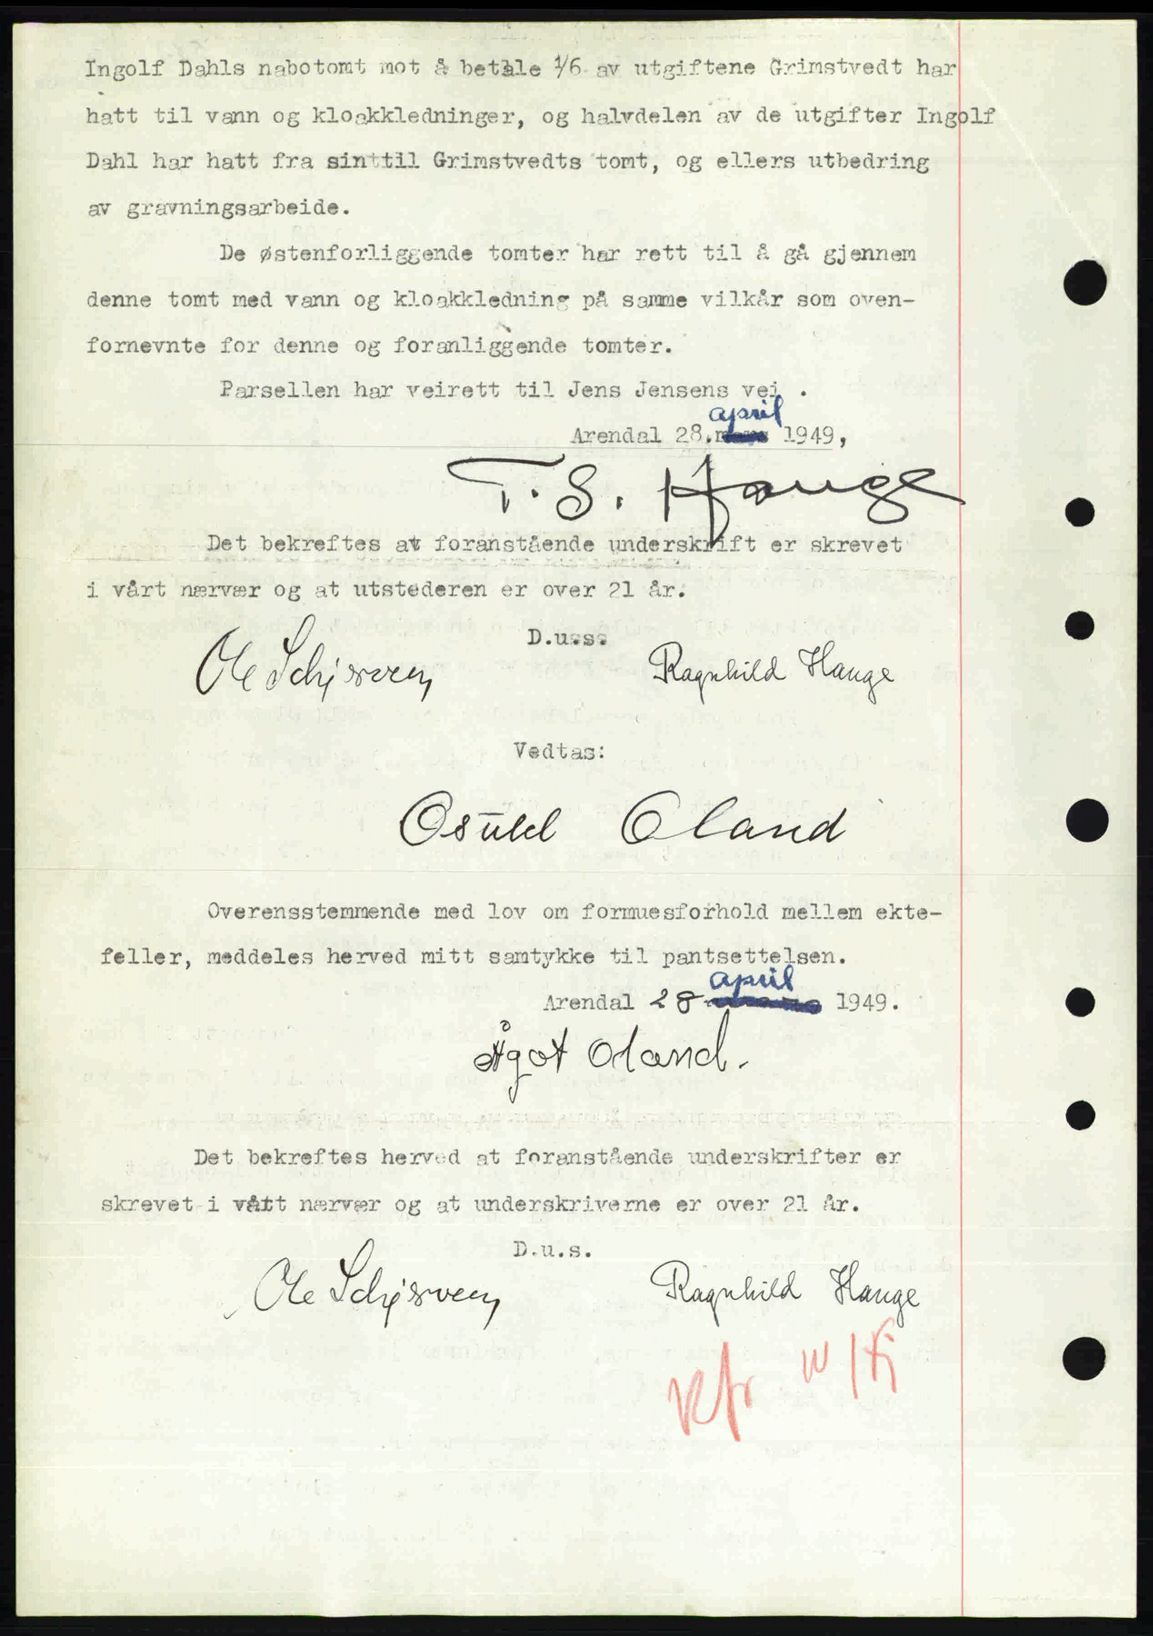 Ingolf Dahls nabotomt mot å betale 1/6 av utgiftene Grimstvedt har
hatt til vann og kloakkledninger, og halvdelen av de utgifter Ingolf
Dahl har hatt fra sinttil Grimstvedts tomt, og ellers utbedring
av gravningsarbeide.
De østenforliggende tomter har rett til å gå gjennem
denne tomt med vann og kloakkledning på samme vilkår som oven-
fornevnte for denne og foranliggende tomter.
Parsellen har veirett til Jens Jensens vei .
april
Arendal 28. 1949,
T. S. Hauge
Det bekreftes at foranstående underskrift er skrevet
i vårt nærvær og at utstederen er over 21 år.
D.u.s.
Ole Schjerven Ragnhild Hauge
Vedtas:
Osuld Oland
Overensstemmende med lov om formuesforhold mellem ekte-
feller, meddeles herved mitt samtykke til pantsettelsen.
april
Arendal 28 1949.
Ågot Oland.
Det bekreftes herved at foranstående underskrifter er
skrevet i vårt nærvær og at underskriverne er over 21 år.
D.u.s.
Ole Schjerven Ragnhild Hauge